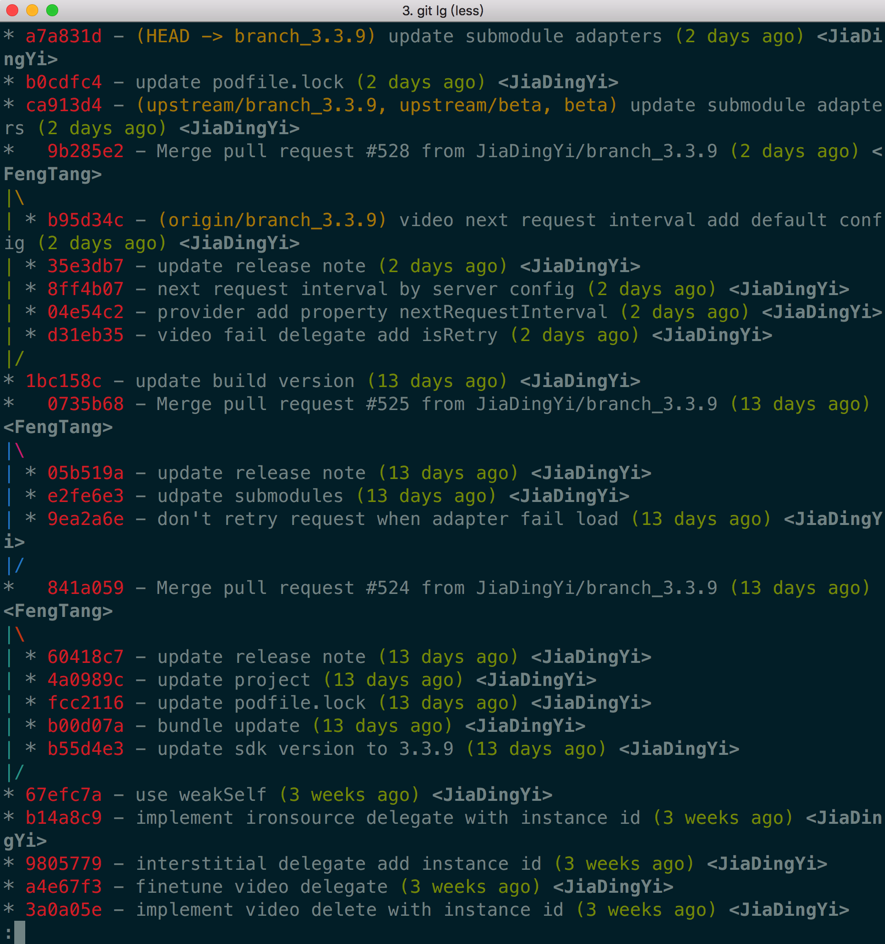 3. git lg (less)
* a7a831d - (HEAD -> branch_3.3.9) update submodule adapters (2 days ago) <JiaDi
ngYi>
* b0cdfc4 - update podfile.lock (2 days ago) <JiaDingYi>
* ca913d4 - (upstream/branch_3.3.9, upstream/beta, beta) update submodule adapte
rs (2 days ago) <JiaDingYi>
*   9b285e2 - Merge pull request #528 from JiaDingYi/branch_3.3.9 (2 days ago) <
FengTang>
|\
| * b95d34c - (origin/branch_3.3.9) video next request interval add default conf
ig (2 days ago) <JiaDingYi>
| * 35e3db7 - update release note (2 days ago) <JiaDingYi>
| * 8ff4b07 - next request interval by server config (2 days ago) <JiaDingYi>
| * 04e54c2 - provider add property nextRequestInterval (2 days ago) <JiaDingYi>
| * d31eb35 - video fail delegate add isRetry (2 days ago) <JiaDingYi>
|/
* 1bc158c - update build version (13 days ago) <JiaDingYi>
*   0735b68 - Merge pull request #525 from JiaDingYi/branch_3.3.9 (13 days ago)
<FengTang>
|\
| * 05b519a - update release note (13 days ago) <JiaDingYi>
| * e2fe6e3 - udpate submodules (13 days ago) <JiaDingYi>
| * 9ea2a6e - don't retry request when adapter fail load (13 days ago) <JiaDingY
i>
|/
*   841a059 - Merge pull request #524 from JiaDingYi/branch_3.3.9 (13 days ago)
<FengTang>
|\
| * 60418c7 - update release note (13 days ago) <JiaDingYi>
| * 4a0989c - update project (13 days ago) <JiaDingYi>
| * fcc2116 - update podfile.lock (13 days ago) <JiaDingYi>
| * b00d07a - bundle update (13 days ago) <JiaDingYi>
| * b55d4e3 - update sdk version to 3.3.9 (13 days ago) <JiaDingYi>
|/
* 67efc7a - use weakSelf (3 weeks ago) <JiaDingYi>
* b14a8c9 - implement ironsource delegate with instance id (3 weeks ago) <JiaDin
gYi>
* 9805779 - interstitial delegate add instance id (3 weeks ago) <JiaDingYi>
* a4e67f3 - finetune video delegate (3 weeks ago) <JiaDingYi>
* 3a0a05e - implement video delete with instance id (3 weeks ago) <JiaDingYi>
: